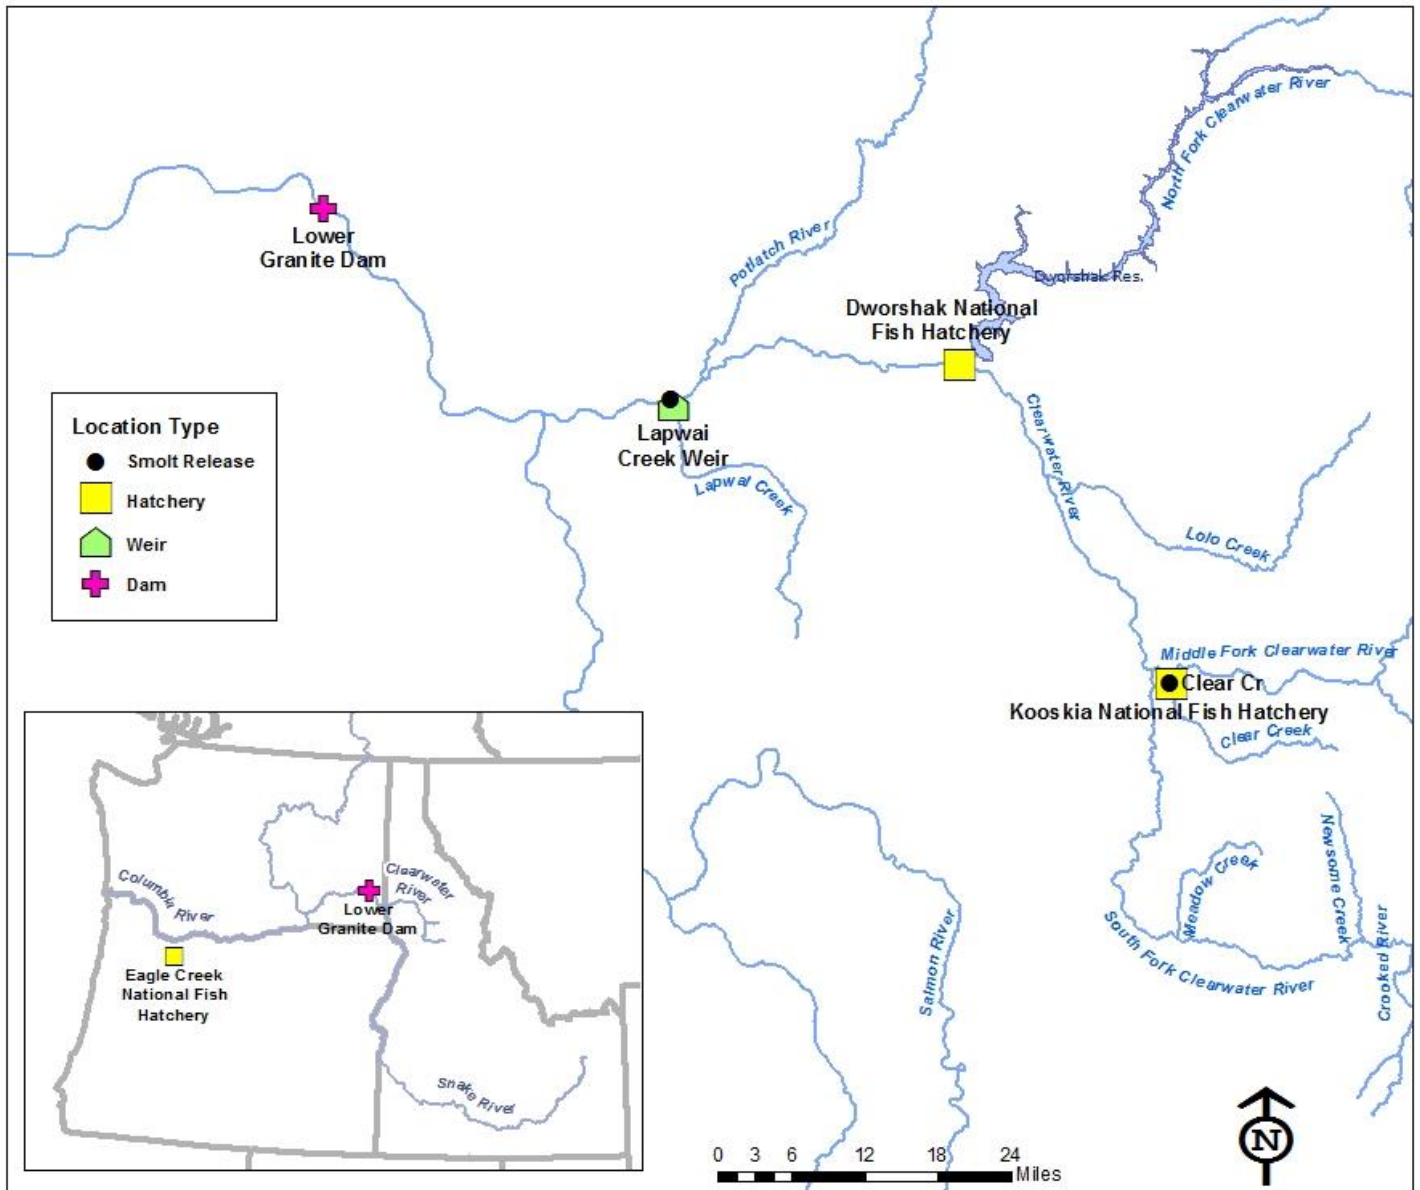 North Fork Clearwater River
Lower
Granite Dam
Potlatch River
Dworshak Res.
Dworshak National
Fish Hatchery
Clearwater River
Location Type
Smolt Release
Hatchery
Weir
Dam
Lapwai
Creek Weir
Lapwai Creek
Lolo Creek
Middle Fork Clearwater River
Clear Cr
Kooskia National Fish Hatchery
Clear Creek
Newsome Creek
Meadow Creek
South Fork Clearwater River
Crooked River
Salmon River
Columbia River
Clearwater
River
Lower
Granite Dam
Eagle Creek
National Fish
Hatchery
Snake River
N
0 3 6 12 18 24
Miles